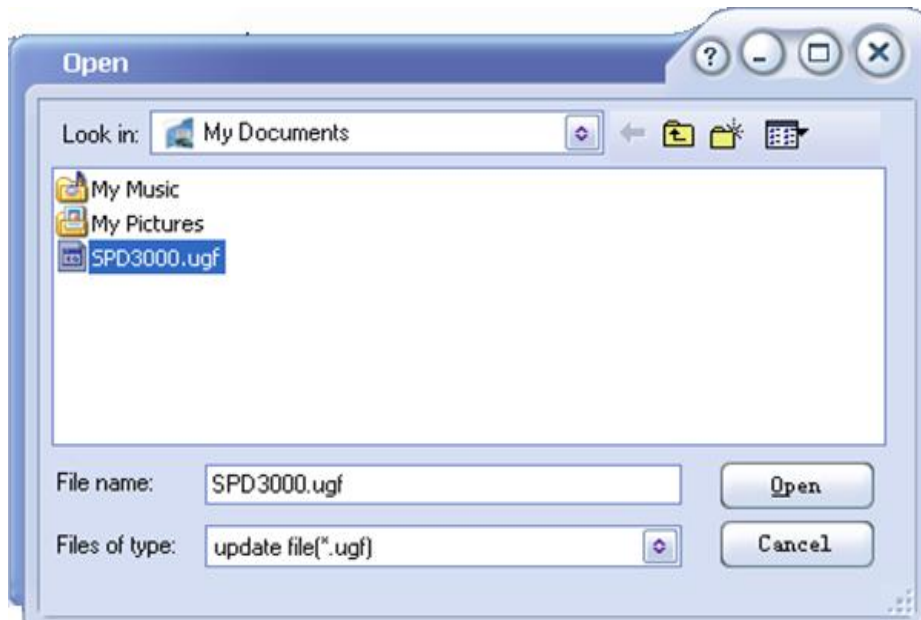 Open
?
Look in: My Documents
My Music
My Pictures
SPD3000.ugf
File name: SPD3000.ugf Open
Files of type: update file(*.ugf) Cancel